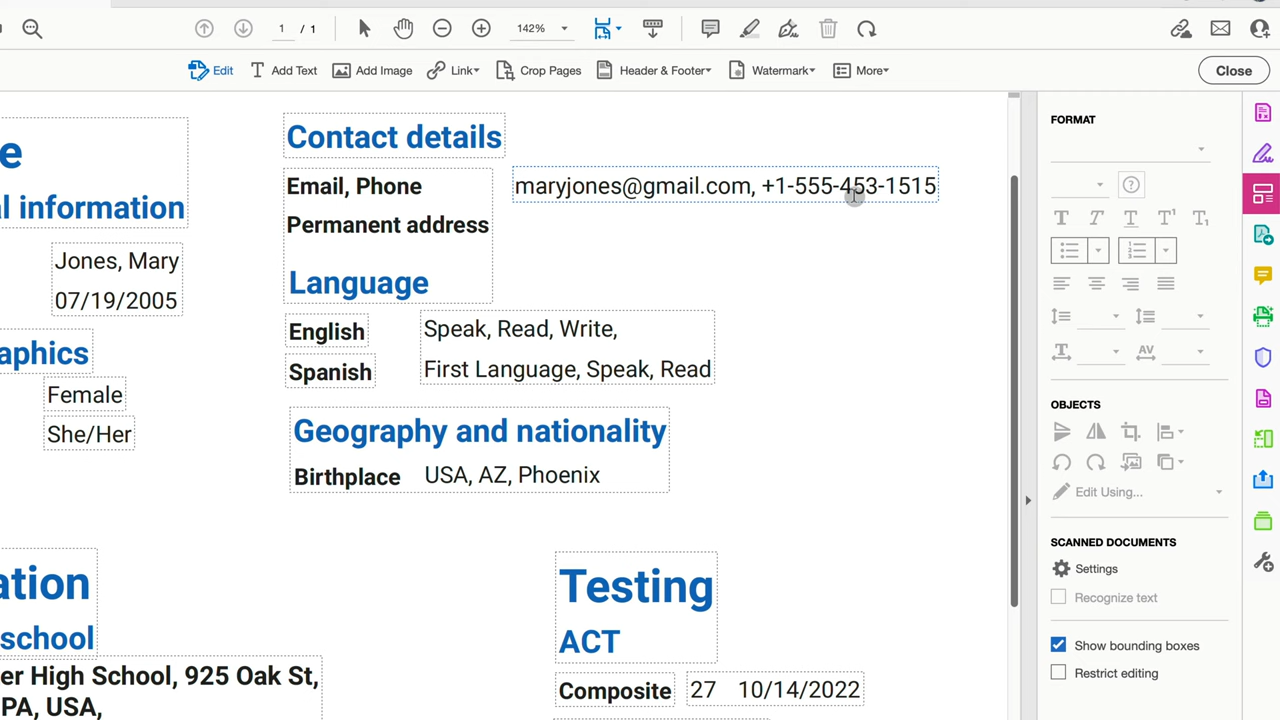 1 / 1
142%
Edit
Add Text
Add Image
Link
Crop Pages
Header & Footer
Watermark
More
Close
e
al information
Jones, Mary
07/19/2005
aphics
Female
She/Her
Contact details
Email, Phone maryjones@gmail.com, +1-555-453-1515
Permanent address
Language
English Speak, Read, Write,
Spanish First Language, Speak, Read
Geography and nationality
Birthplace USA, AZ, Phoenix
ation
school
er High School, 925 Oak St,
PA, USA,
Testing
ACT
Composite 27 10/14/2022
FORMAT
OBJECTS
Edit Using...
SCANNED DOCUMENTS
Settings
Recognize text
Show bounding boxes
Restrict editing